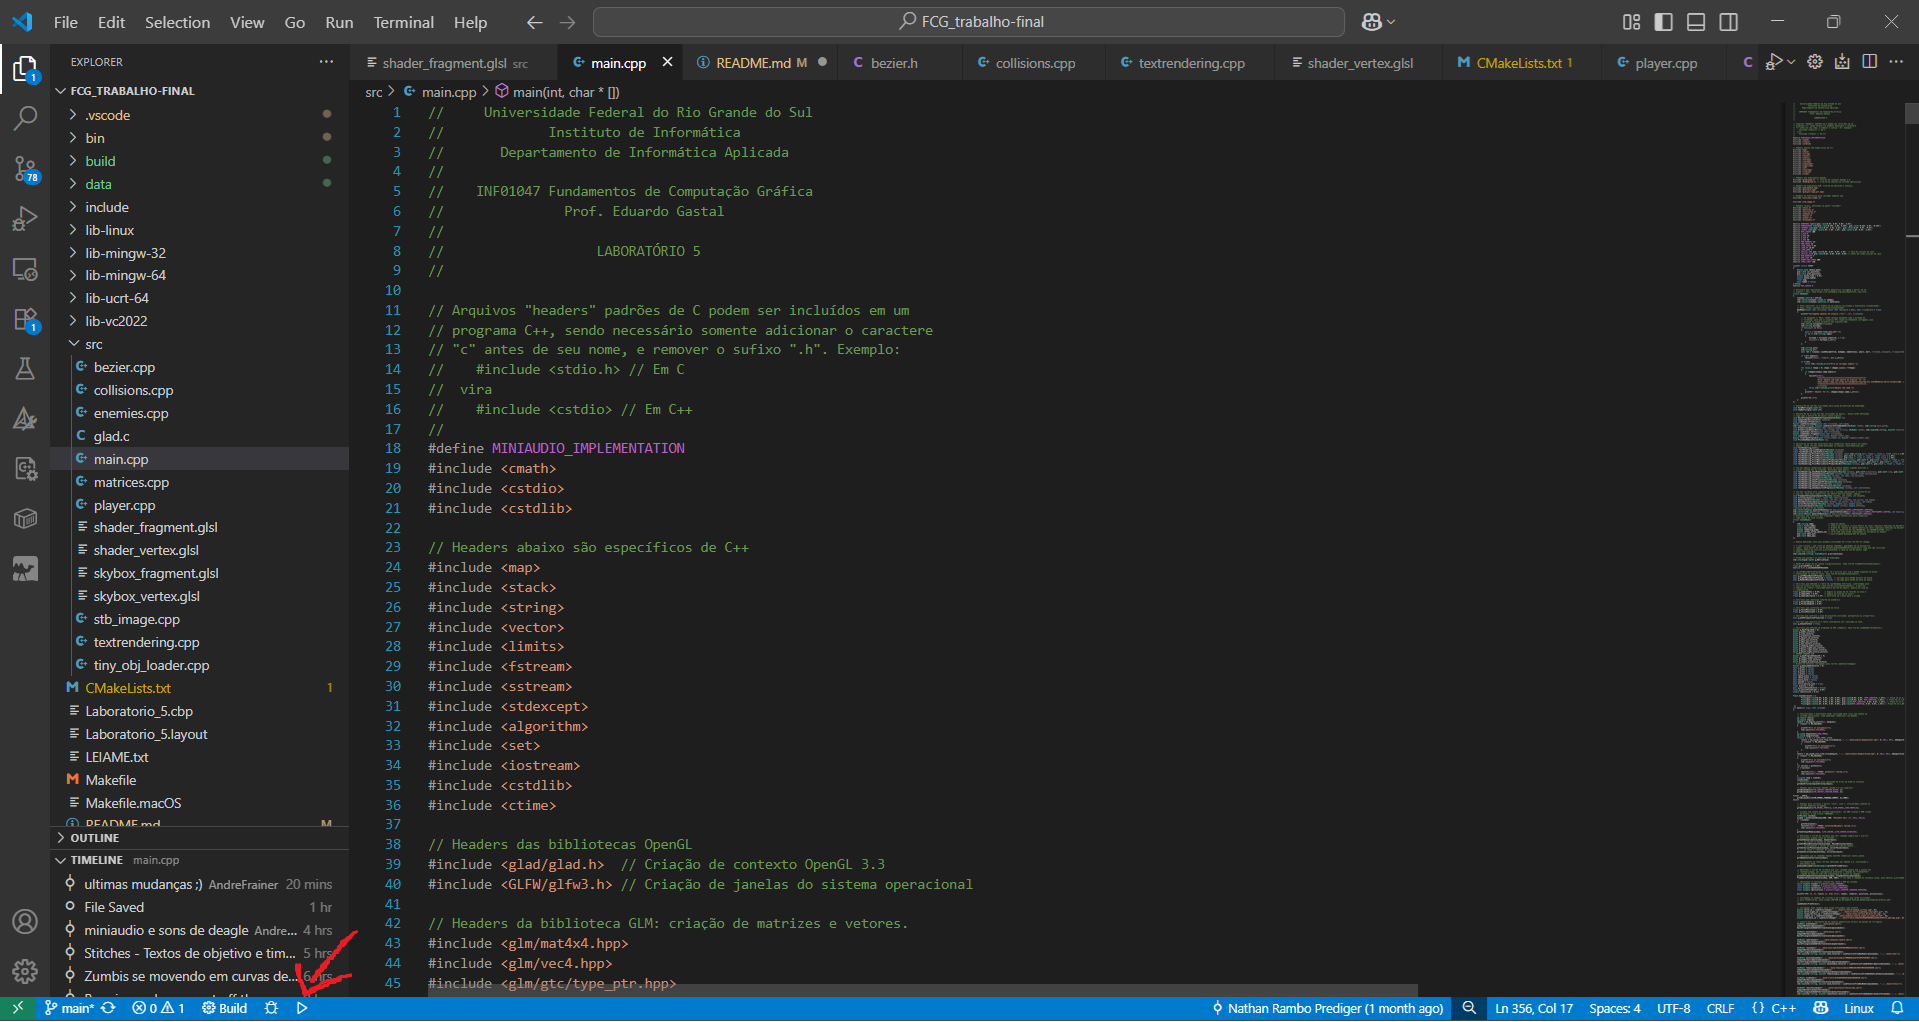 File Edit Selection View Go Run Terminal Help
FCG_trabalho-final
EXPLORER
shader_fragment.glsl src
main.cpp
README.md M
bezier.h
collisions.cpp
textrendering.cpp
shader_vertex.glsl
CMakeLists.txt 1
player.cpp
FCG_TRABALHO-FINAL
src > main.cpp > main(int, char * [])
.vscode
bin
build
data
include
lib-linux
lib-mingw-32
lib-mingw-64
lib-ucrt-64
lib-vc2022
src
bezier.cpp
collisions.cpp
enemies.cpp
glad.c
main.cpp
matrices.cpp
player.cpp
shader_fragment.glsl
shader_vertex.glsl
skybox_fragment.glsl
skybox_vertex.glsl
stb_image.cpp
textrendering.cpp
tiny_obj_loader.cpp
CMakeLists.txt 1
Laboratorio_5.cbp
Laboratorio_5.layout
LEIAME.txt
Makefile
Makefile.macOS
README.md M
OUTLINE
TIMELINE main.cpp
ultimas mudanças ;) AndreFrainer 20 mins
File Saved 1 hr
miniaudio e sons de deagle Andre... 4 hrs
Stitches - Textos de objetivo e tim... 5 hrs
Zumbis se movendo em curvas de... 6 hrs
1 // Universidade Federal do Rio Grande do Sul
2 // Instituto de Informática
3 // Departamento de Informática Aplicada
4 //
5 // INF01047 Fundamentos de Computação Gráfica
6 // Prof. Eduardo Gastal
7 //
8 // LABORATÓRIO 5
9 //
10
11 // Arquivos "headers" padrões de C podem ser incluídos em um
12 // programa C++, sendo necessário somente adicionar o caractere
13 // "c" antes de seu nome, e remover o sufixo ".h". Exemplo:
14 // #include <stdio.h> // Em C
15 // vira
16 // #include <cstdio> // Em C++
17 //
18 #define MINIAUDIO_IMPLEMENTATION
19 #include <cmath>
20 #include <cstdio>
21 #include <cstdlib>
22
23 // Headers abaixo são específicos de C++
24 #include <map>
25 #include <stack>
26 #include <string>
27 #include <vector>
28 #include <limits>
29 #include <fstream>
30 #include <sstream>
31 #include <stdexcept>
32 #include <algorithm>
33 #include <set>
34 #include <iostream>
35 #include <cstdlib>
36 #include <ctime>
37
38 // Headers das bibliotecas OpenGL
39 #include <glad/glad.h> // Criação de contexto OpenGL 3.3
40 #include <GLFW/glfw3.h> // Criação de janelas do sistema operacional
41
42 // Headers da biblioteca GLM: criação de matrizes e vetores.
43 #include <glm/mat4x4.hpp>
44 #include <glm/vec4.hpp>
45 #include <glm/gtc/type_ptr.hpp>
1
78
1
main* 0 1 Build
Nathan Rambo Prediger (1 month ago) Ln 356, Col 17 Spaces: 4 UTF-8 CRLF {} C++ Linux